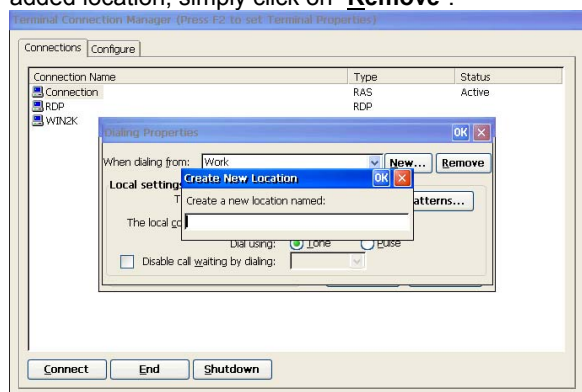 added location, simply click on "Remove".
Terminal Connection Manager (Press F2 to set Terminal Properties)
Connections Configure
Connection Name Type Status
Connection RAS Active
RDP RDP
WIN2K
Dialing Properties OK
When dialing from: Work New... Remove
Create New Location OK
Local settings
Create a new location named:
atterns...
The local co
Dial using: Tone Pulse
Disable call waiting by dialing:
Connect End Shutdown